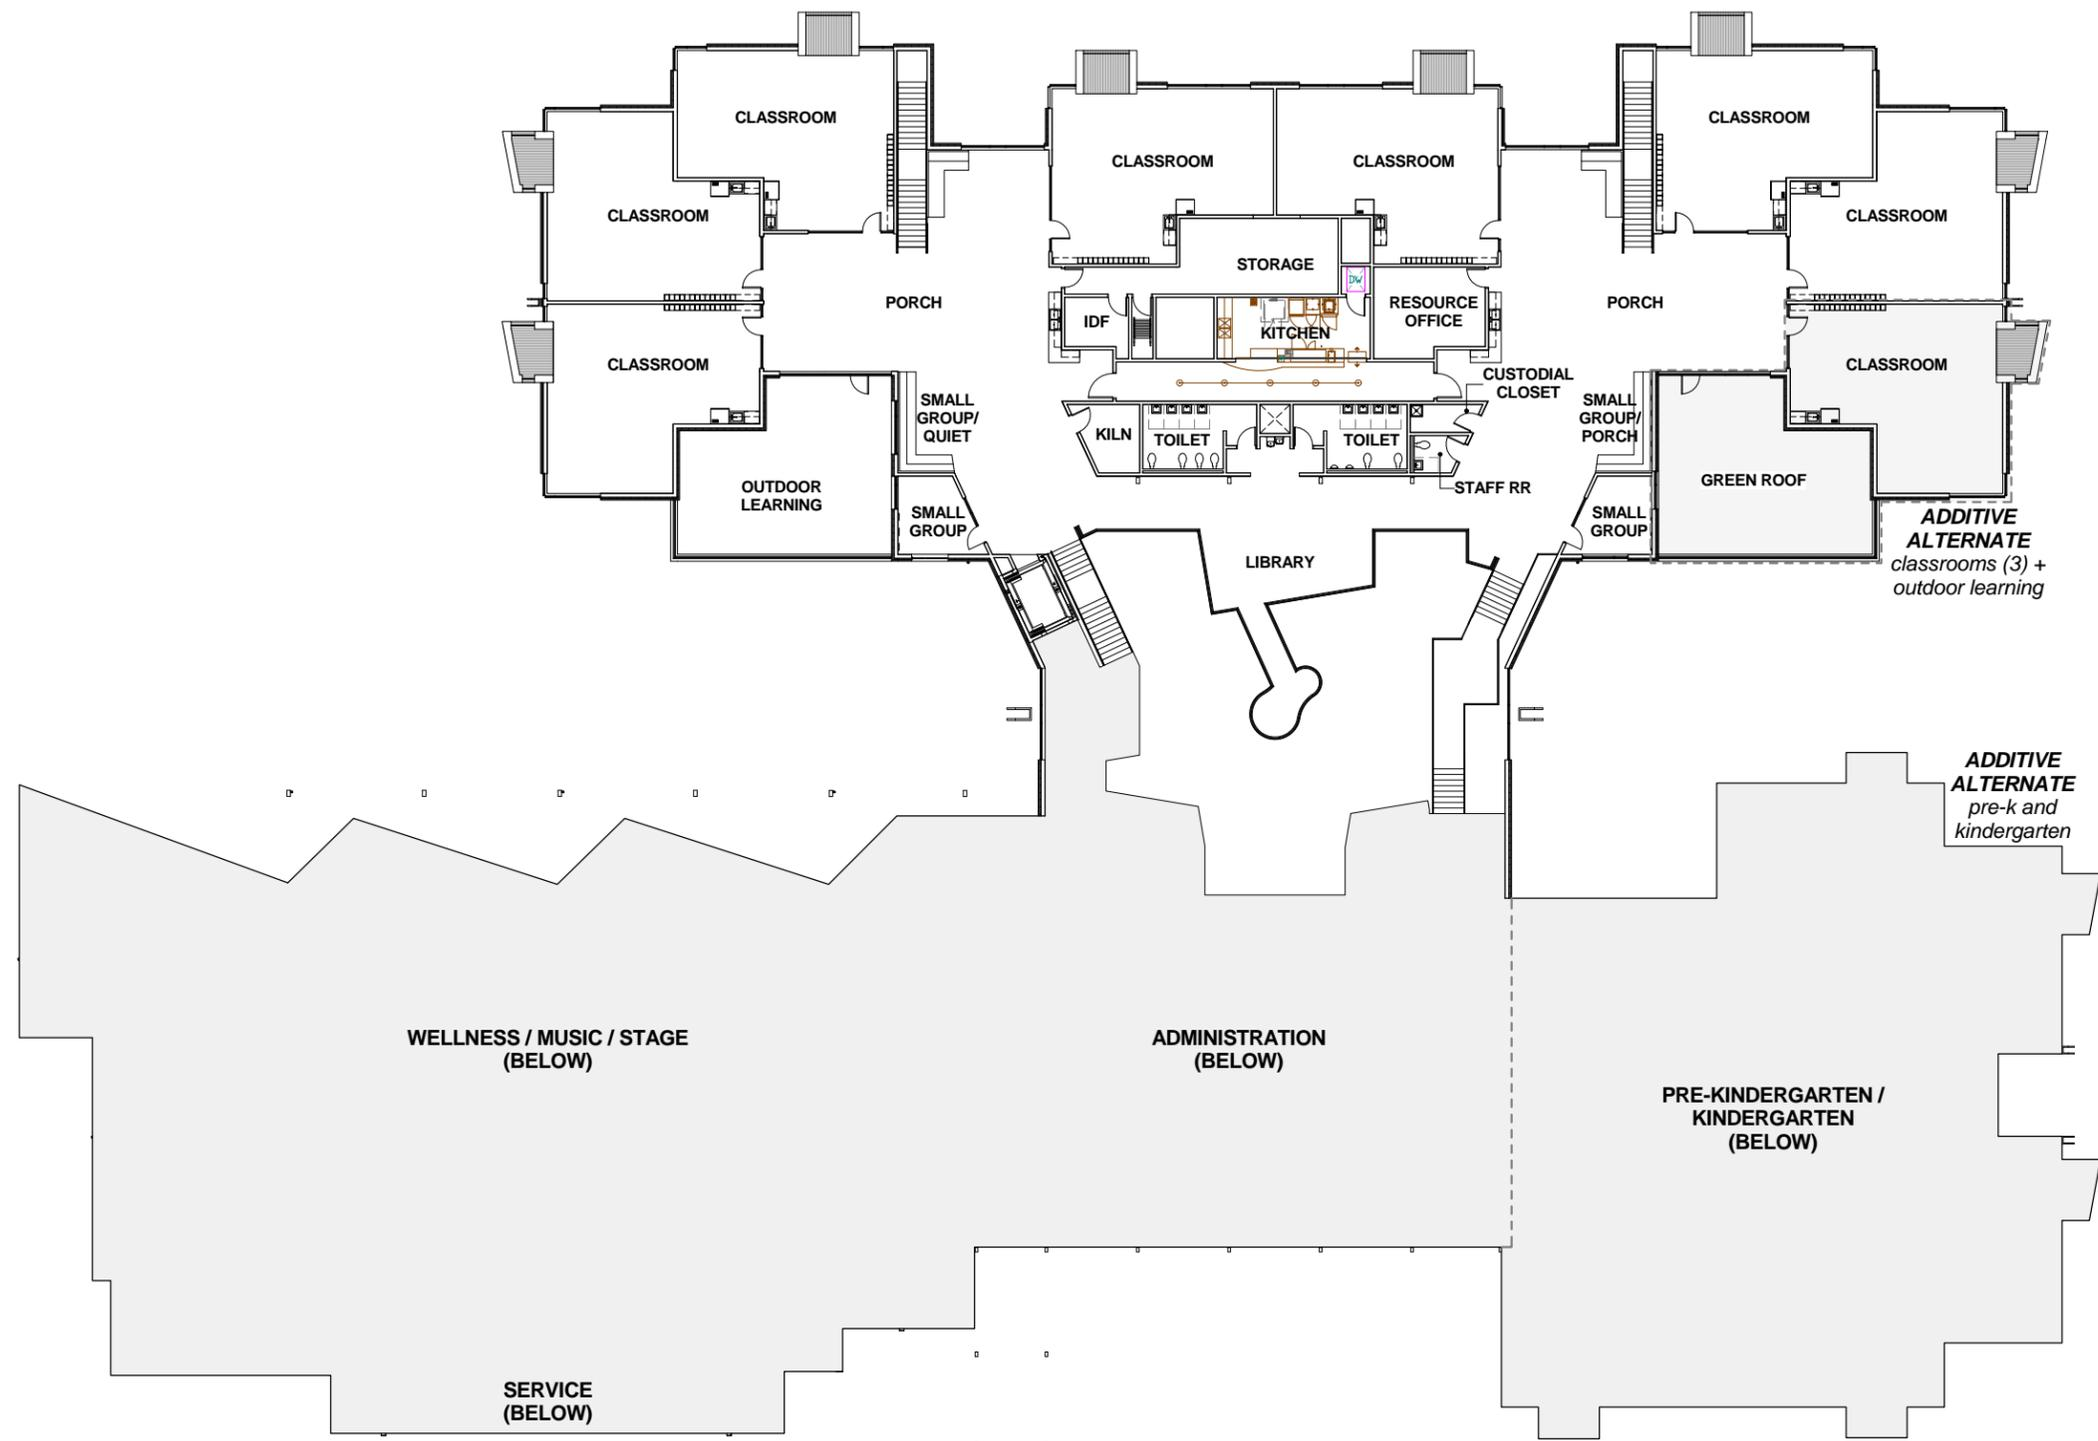 CLASSROOM
CLASSROOM
CLASSROOM
CLASSROOM
CLASSROOM
CLASSROOM
CLASSROOM
STORAGE
DW
PORCH
IDF
KITCHEN
RESOURCE
OFFICE
PORCH
CLASSROOM
CLASSROOM
CUSTODIAL
CLOSET
SMALL
GROUP/
QUIET
KILN
TOILET
TOILET
SMALL
GROUP/
PORCH
OUTDOOR
LEARNING
SMALL
GROUP
STAFF RR
SMALL
GROUP
GREEN ROOF
ADDITIVE
ALTERNATE
classrooms (3) +
outdoor learning
LIBRARY
ADDITIVE
ALTERNATE
pre-k and
kindergarten
WELLNESS / MUSIC / STAGE
(BELOW)
ADMINISTRATION
(BELOW)
PRE-KINDERGARTEN /
KINDERGARTEN
(BELOW)
SERVICE
(BELOW)